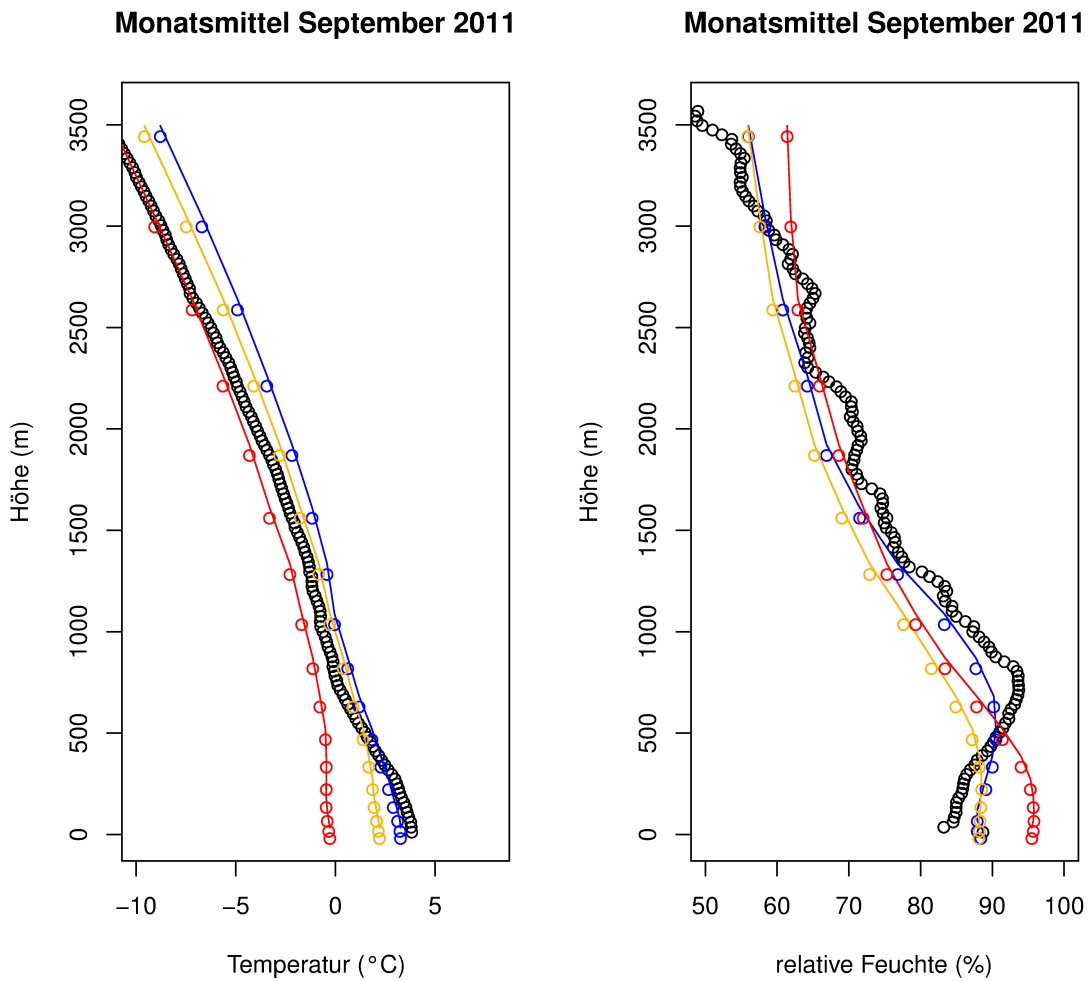 Monatsmittel September 2011
Höhe (m)
3500
3000
2500
2000
1500
1000
500
0
−10 −5 0 5
Temperatur (°C)
Monatsmittel September 2011
Höhe (m)
3500
3000
2500
2000
1500
1000
500
0
50 60 70 80 90 100
relative Feuchte (%)